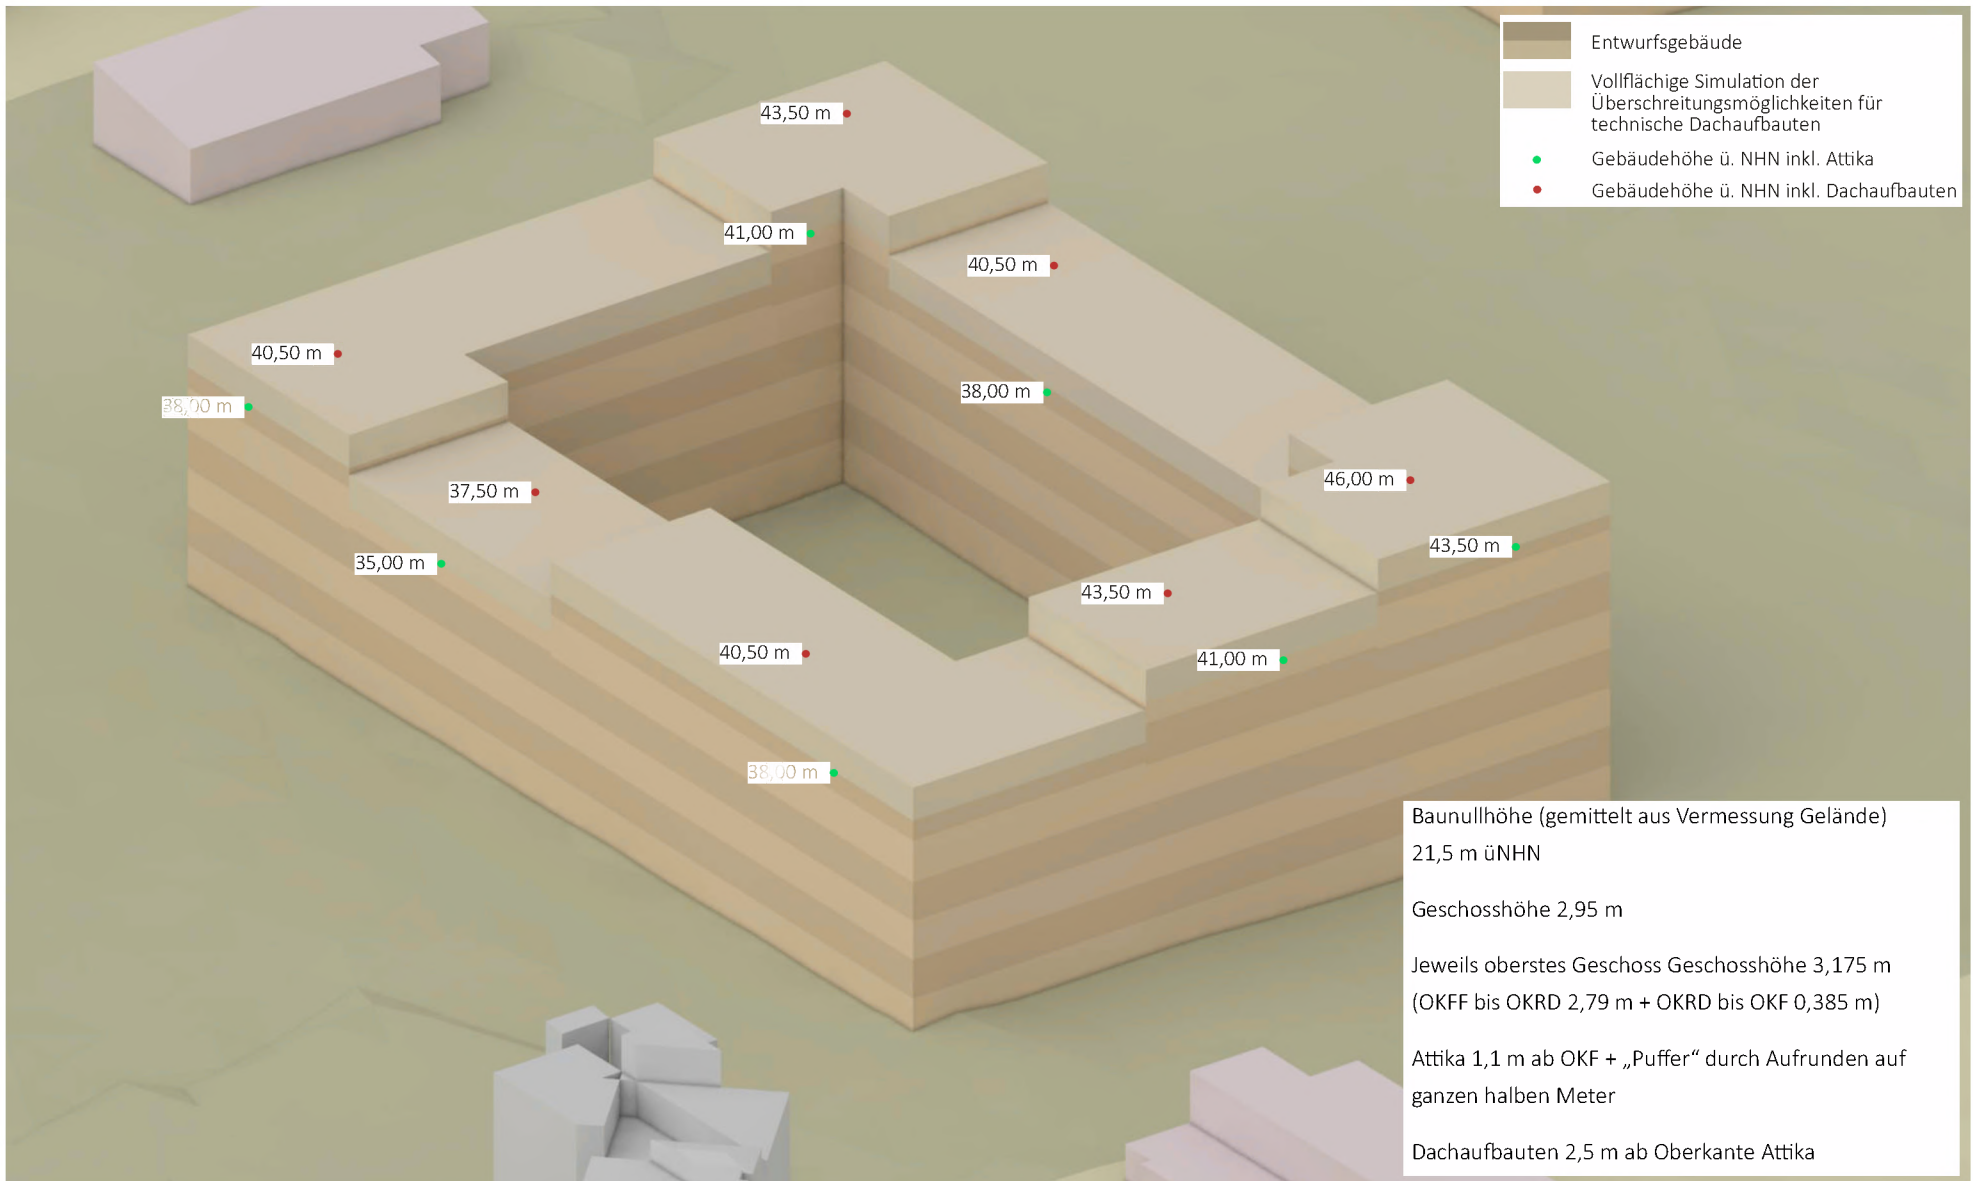 Entwurfsgebäude
Vollflächige Simulation der
Überschreitungsmöglichkeiten für
technische Dachaufbauten
Gebäudehöhe ü. NHN inkl. Attika
Gebäudehöhe ü. NHN inkl. Dachaufbauten
43,50 m
41,00 m
40,50 m
40,50 m
38,00 m
38,00 m
46,00 m
37,50 m
43,50 m
35,00 m
43,50 m
40,50 m
41,00 m
38,00 m
Baunullhöhe (gemittelt aus Vermessung Gelände)
21,5 m üNHN
Geschosshöhe 2,95 m
Jeweils oberstes Geschoss Geschosshöhe 3,175 m
(OKFF bis OKRD 2,79 m + OKRD bis OKF 0,385 m)
Attika 1,1 m ab OKF + „Puffer“ durch Aufrunden auf
ganzen halben Meter
Dachaufbauten 2,5 m ab Oberkante Attika